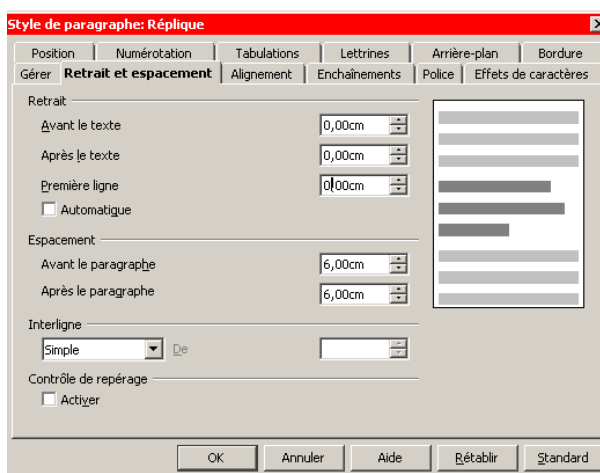 Style de paragraphe: Réplique
Position Numérotation Tabulations Lettrines Arrière-plan Bordure
Gérer Retrait et espacement Alignement Enchaînements Police Effets de caractères
Retrait
Avant le texte 0,00cm
Après le texte 0,00cm
Première ligne 0,00cm
Automatique
Espacement
Avant le paragraphe 6,00cm
Après le paragraphe 6,00cm
Interligne
Simple De
Contrôle de repérage
Activer
OK Annuler Aide Rétablir Standard